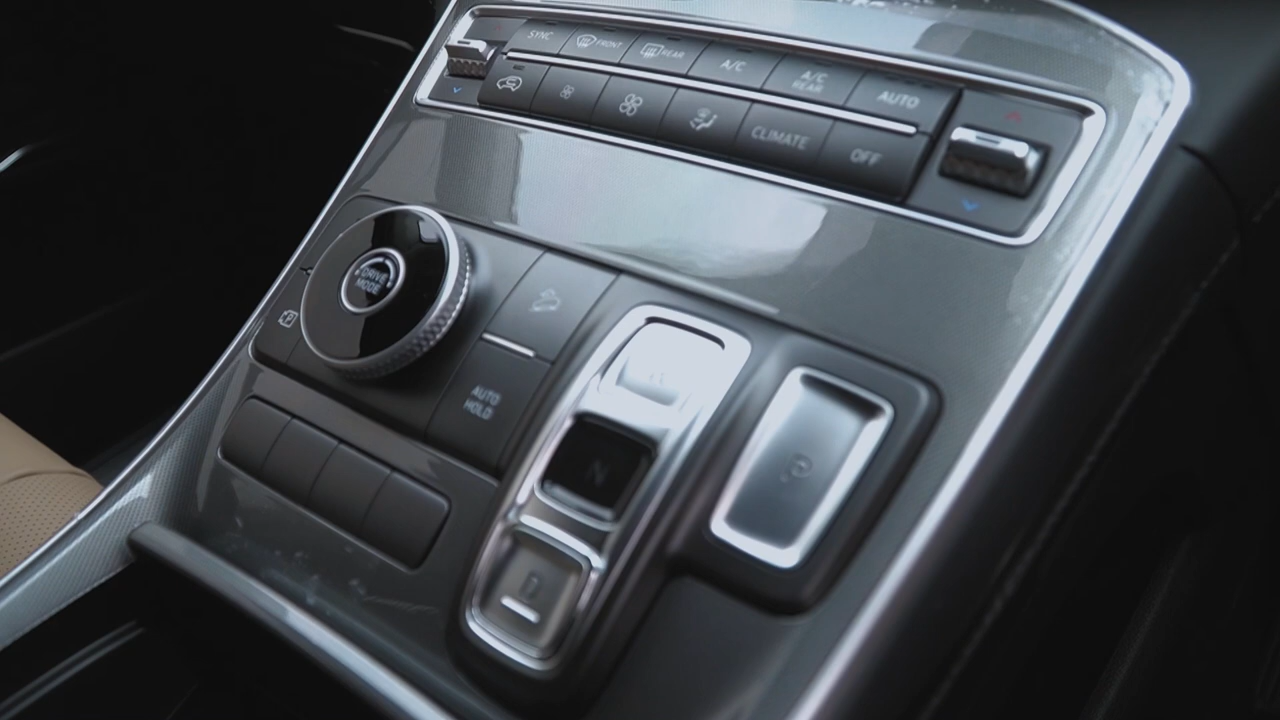 SYNC
FRONT
REAR
A/C
A/C
REAR
AUTO
CLIMATE
OFF
DRIVE
MODE
P
AUTO
HOLD
N
P
D